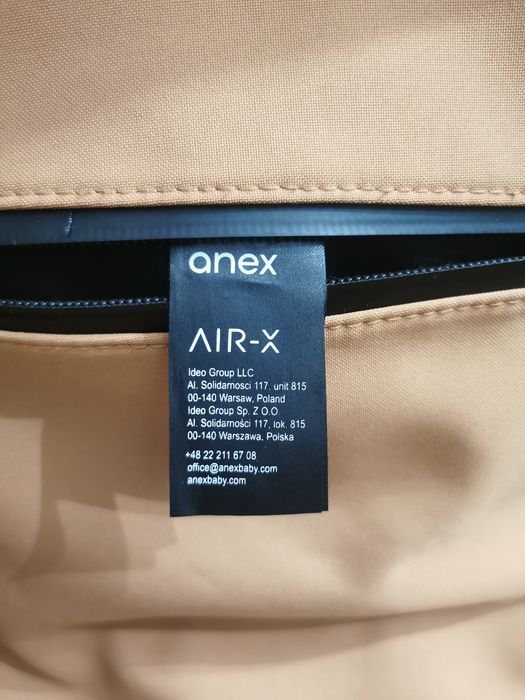 anex
AIR-X
Ideo Group LLC
Al. Solidarnosci 117, unit 815
00-140 Warsaw, Poland
Ideo Group Sp. Z O.O
Al. Solidarności 117, lok. 815
00-140 Warszawa, Polska
+48 22 211 67 08
office@anexbaby.com
anexbaby.com